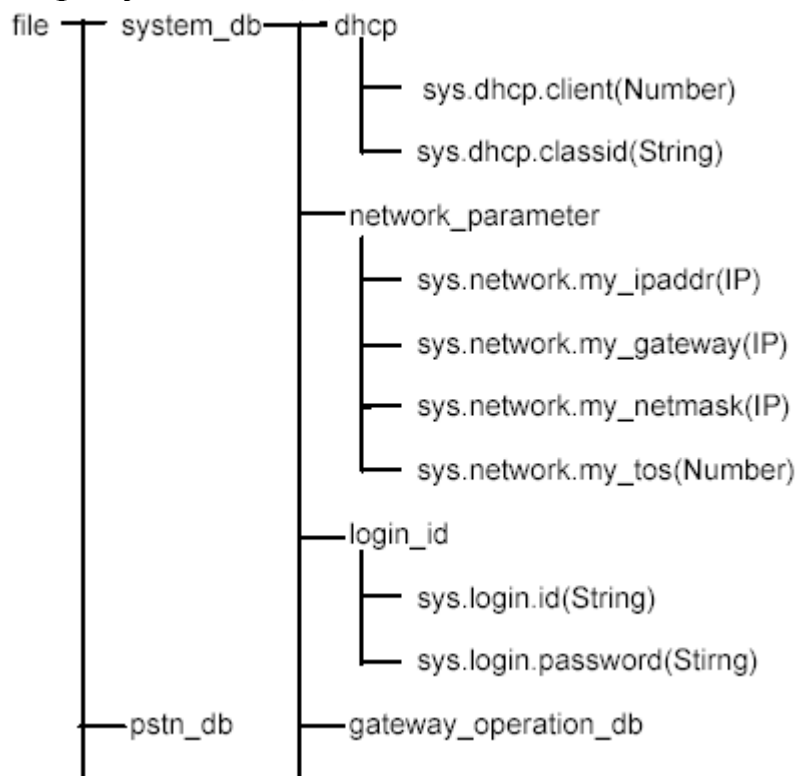 file system_db dhcp
sys.dhcp.client(Number)
sys.dhcp.classid(String)
network_parameter
sys.network.my_ipaddr(IP)
sys.network.my_gateway(IP)
sys.network.my_netmask(IP)
sys.network.my_tos(Number)
login_id
sys.login.id(String)
sys.login.password(Stirng)
pstn_db gateway_operation_db